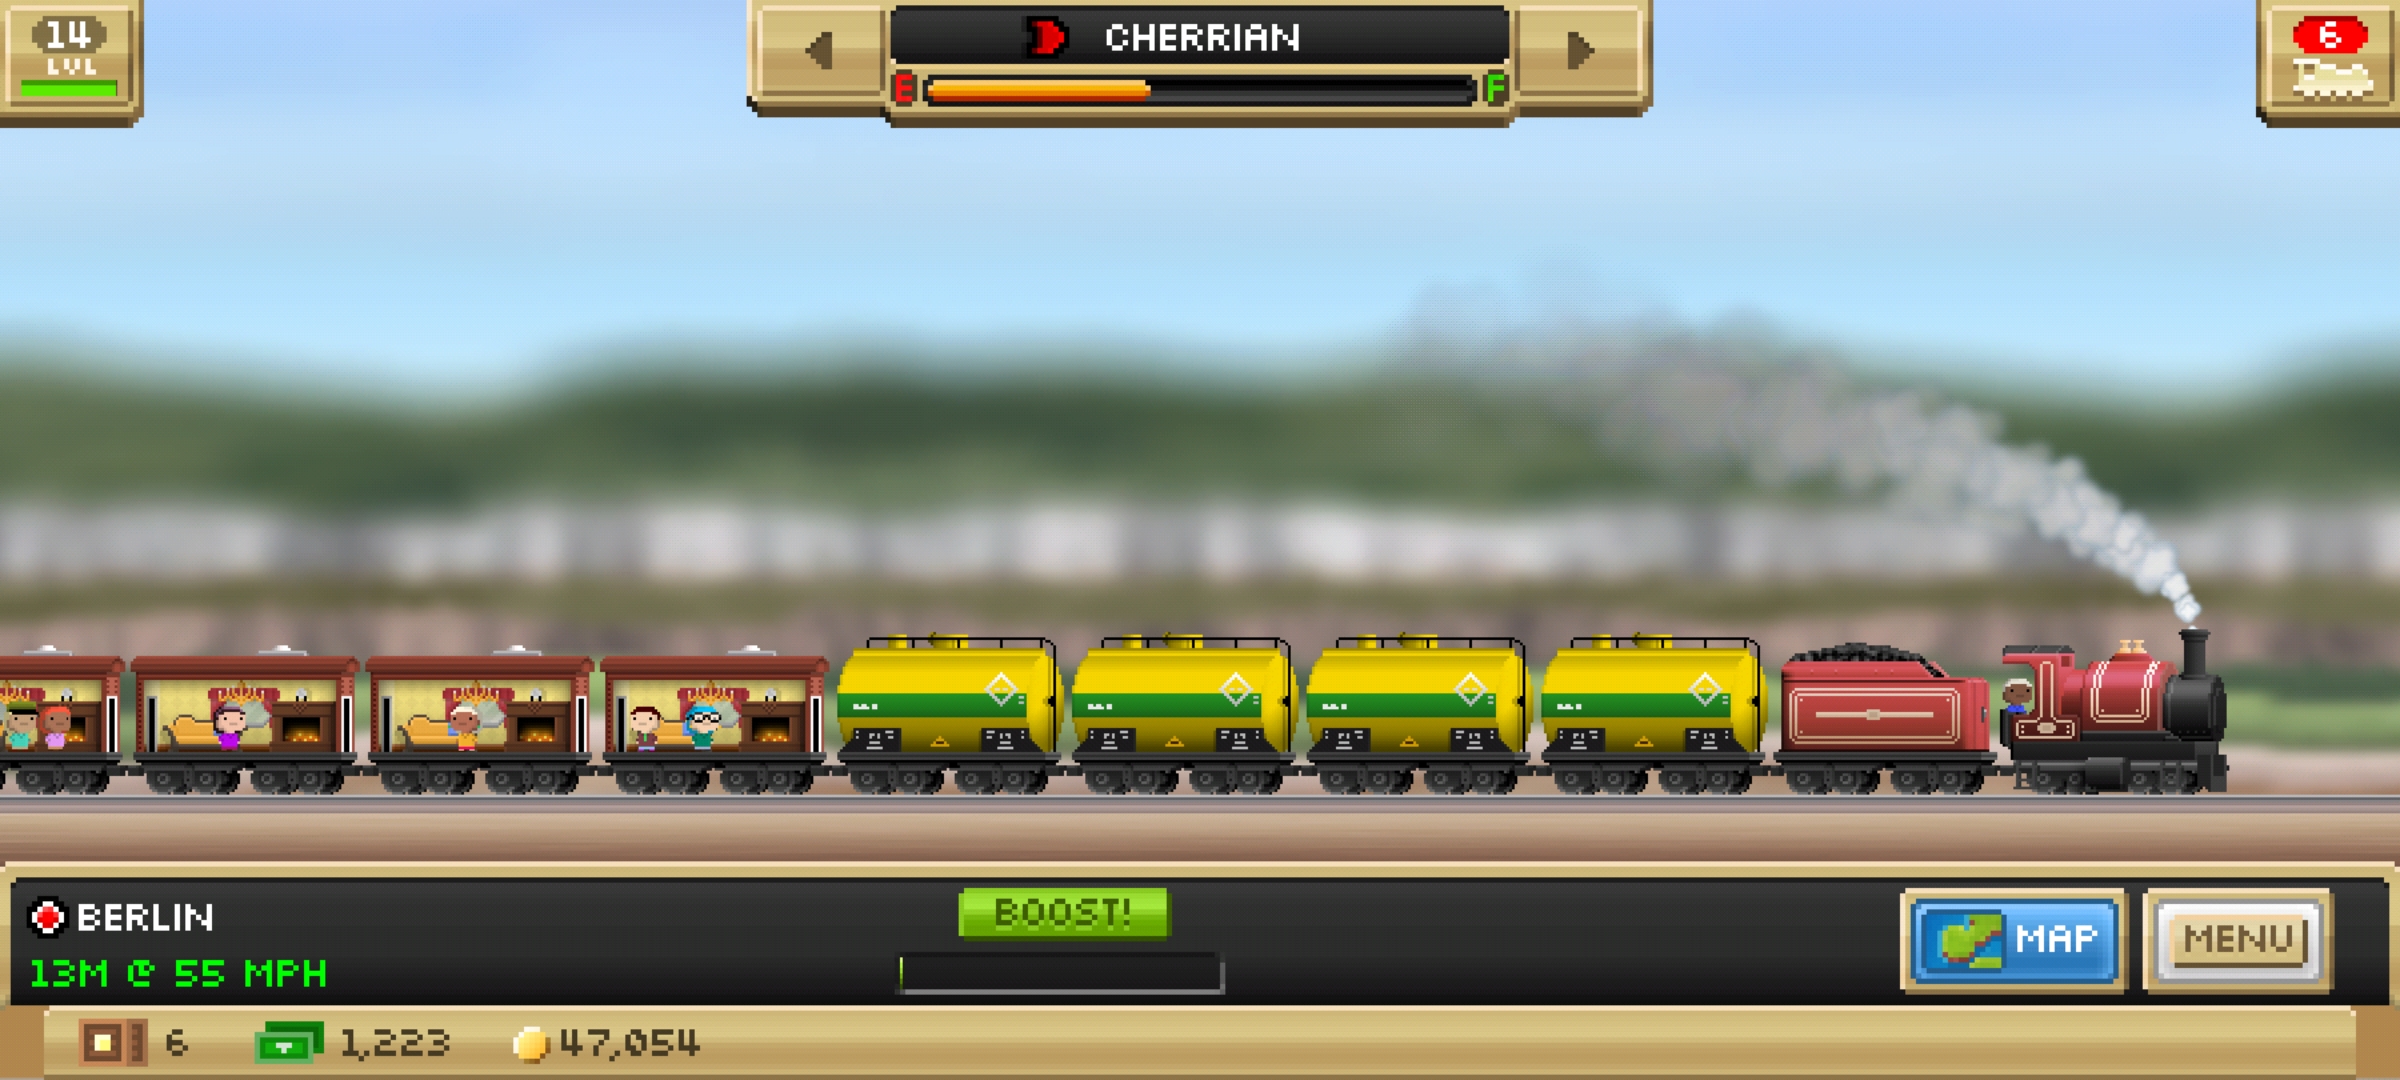 14
LVL
CHERRIAN
E F
6
BERLIN
13M @ 55 MPH
BOOST!
MAP
MENU
6
1,223
47,054